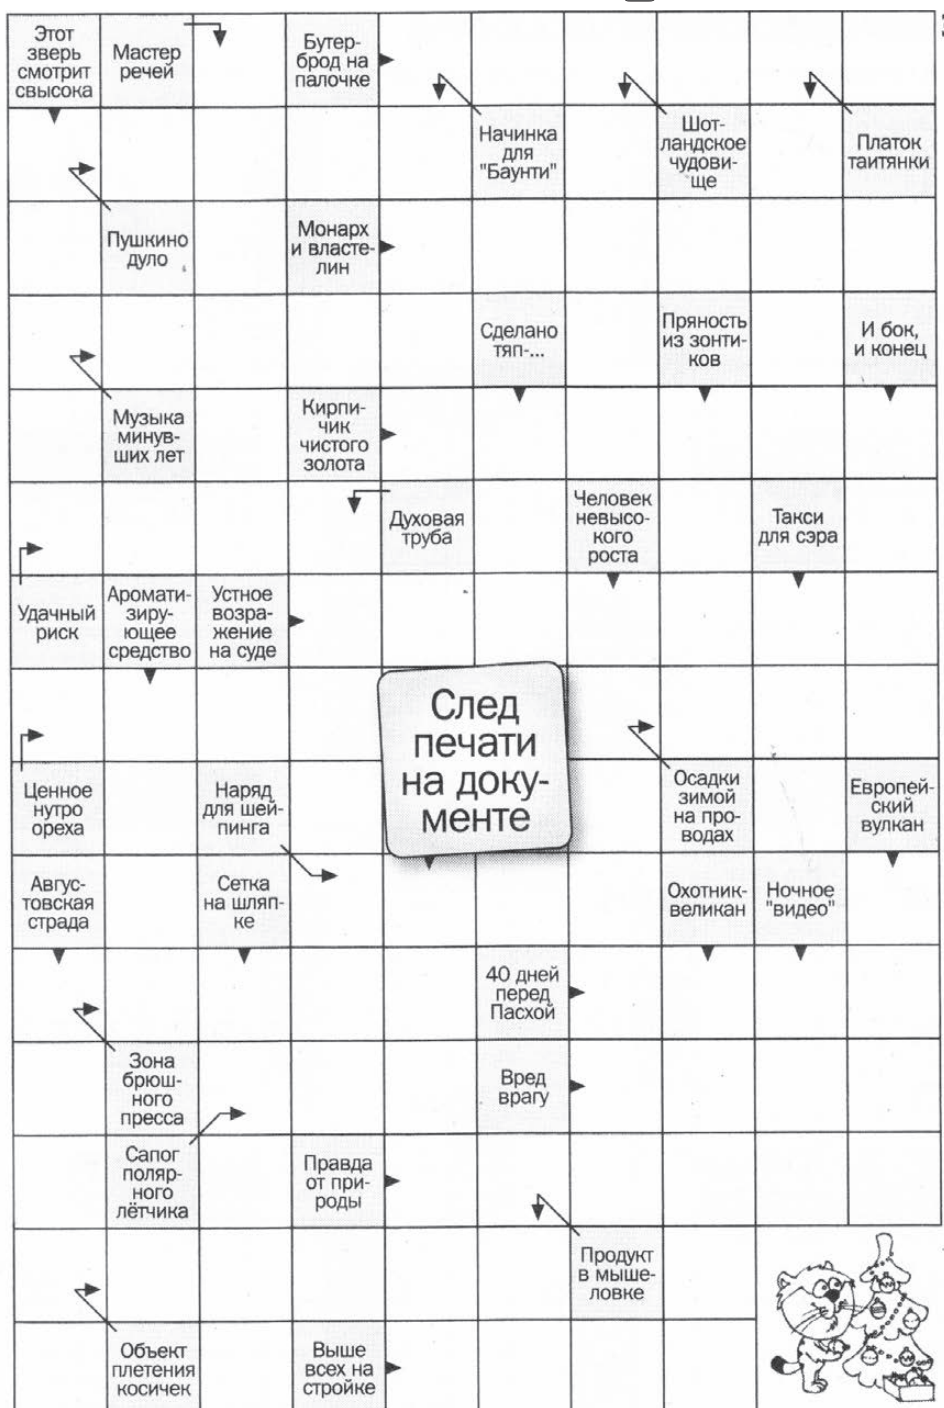 Этот
зверь
смотрит
свысока
Мастер
речей
Бутер-
брод на
палочке
Начинка
для
"Баунти"
Шот-
ландское
чудови-
ще
Платок
таитянки
Пушкино
дуло
Монарх
и власте-
лин
Сделано
тяп-...
Пряность
из зонти-
ков
И бок,
и конец
Музыка
минув-
ших лет
Кирпи-
чик
чистого
золота
Духовая
труба
Человек
невысо-
кого
роста
Такси
для сэра
Удачный
риск
Аромати-
зирую-
ющее
средство
Устное
возра-
жение
на суде
След
печати
на доку-
менте
Ценное
нутро
ореха
Наряд
для шей-
пинга
Осадки
зимой
на про-
водах
Европей-
ский
вулкан
Авгус-
товская
страда
Сетка
на шляп-
ке
Охотник-
великан
Ночное
"видео"
40 дней
перед
Пасхой
Зона
брюш-
ного
пресса
Вред
врагу
Сапог
поляр-
ного
лётчика
Правда
от при-
роды
Продукт
в мыше-
ловке
Объект
плетения
косичек
Выше
всех на
стройке